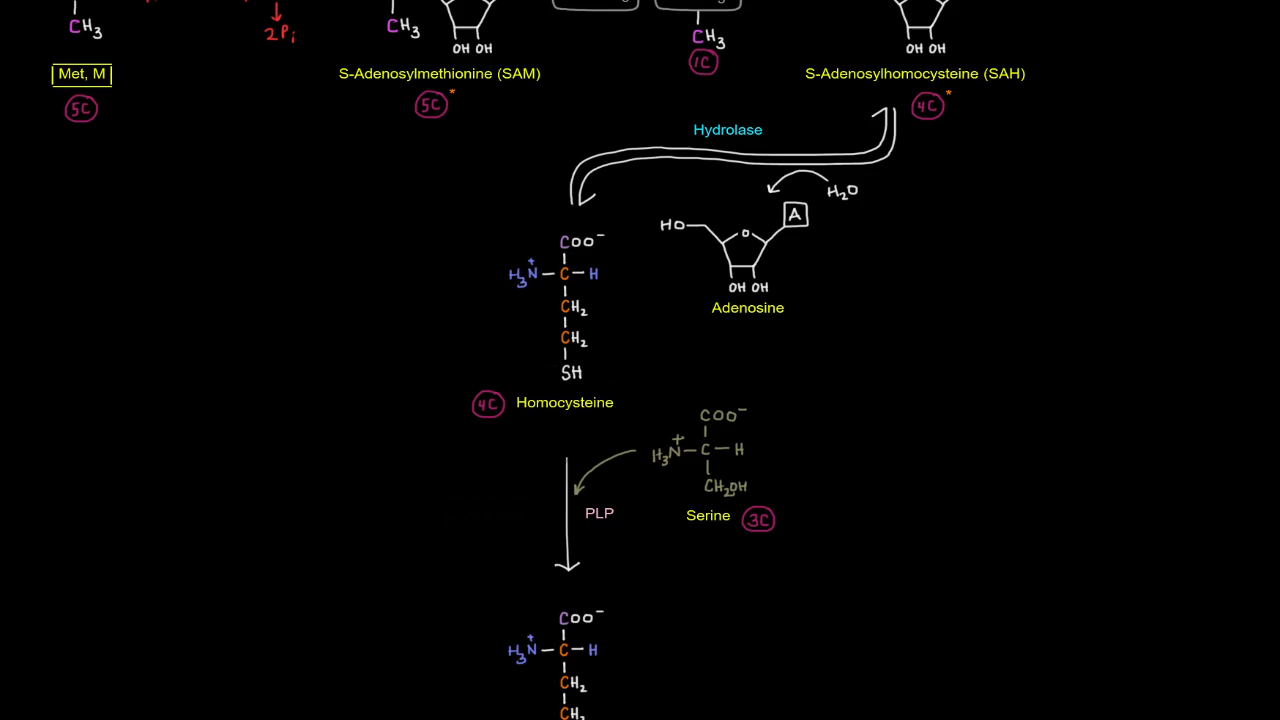 CH3
2Pi
CH3
OH OH
CH3
OH OH
1C
Met, M
S-Adenosylmethionine (SAM)
S-Adenosylhomocysteine (SAH)
5C
5C *
4C *
Hydrolase
H2O
A
HO
O
OH OH
Adenosine
COO⁻
H3N⁺ — C — H
CH2
CH2
SH
4C Homocysteine
COO⁻
H3N⁺ — C — H
CH2OH
PLP
Serine 3C
COO⁻
H3N⁺ — C — H
CH2
CH2